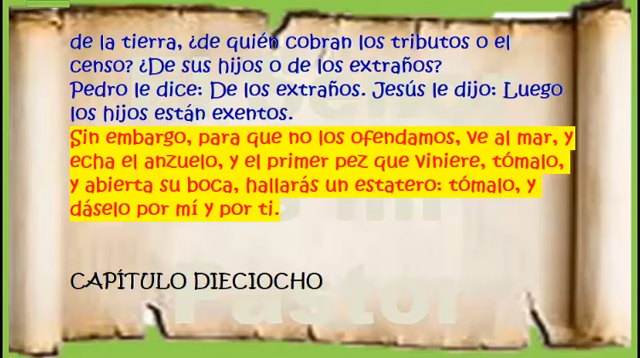 de la tierra, ¿de quién cobran los tributos o el
censo? ¿De sus hijos o de los extraños?
Pedro le dice: De los extraños. Jesús le dijo: Luego
los hijos están exentos.
Sin embargo, para que no los ofendamos, ve al mar, y
echa el anzuelo, y el primer pez que viniere, tómalo,
y abierta su boca, hallarás un estatero: tómalo, y
dáselo por mí y por ti.
CAPÍTULO DIECIOCHO
Pastor